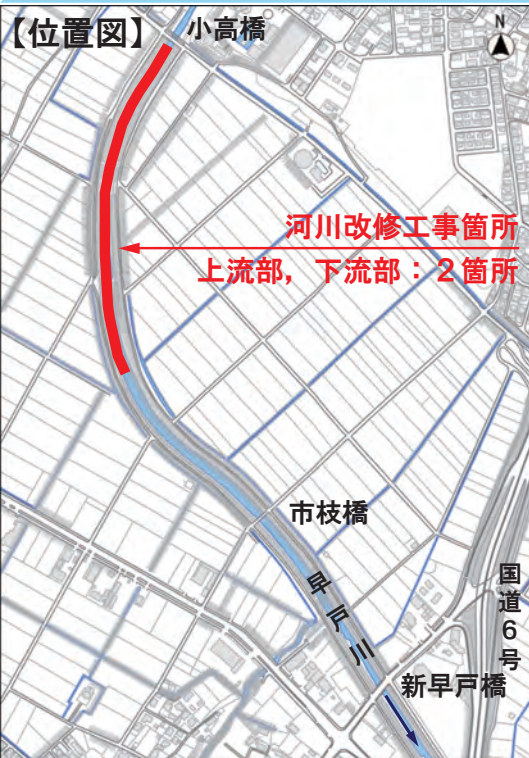 【位置図】
小高橋
N
河川改修工事箇所
上流部，下流部：２箇所
市枝橋
早戸川
国道６号
新早戸橋